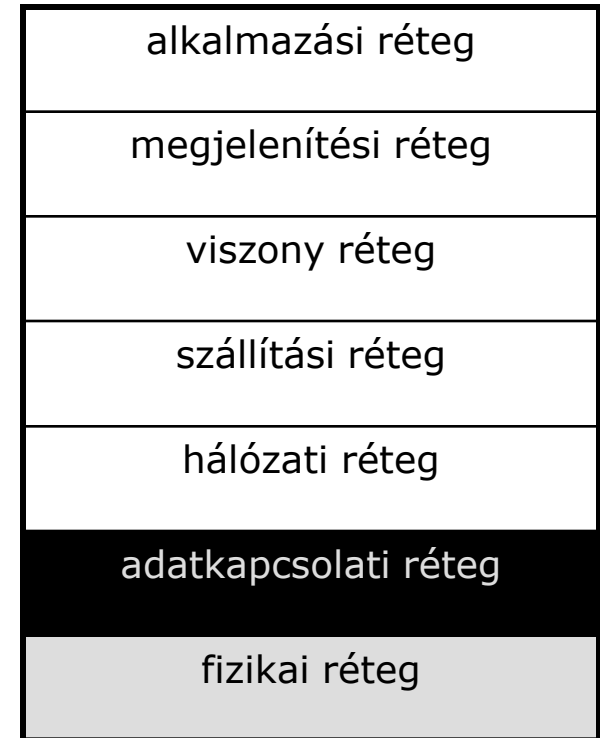 alkalmazási réteg
megjelenítési réteg
viszony réteg
szállítási réteg
hálózati réteg
adatkapcsolati réteg
fizikai réteg